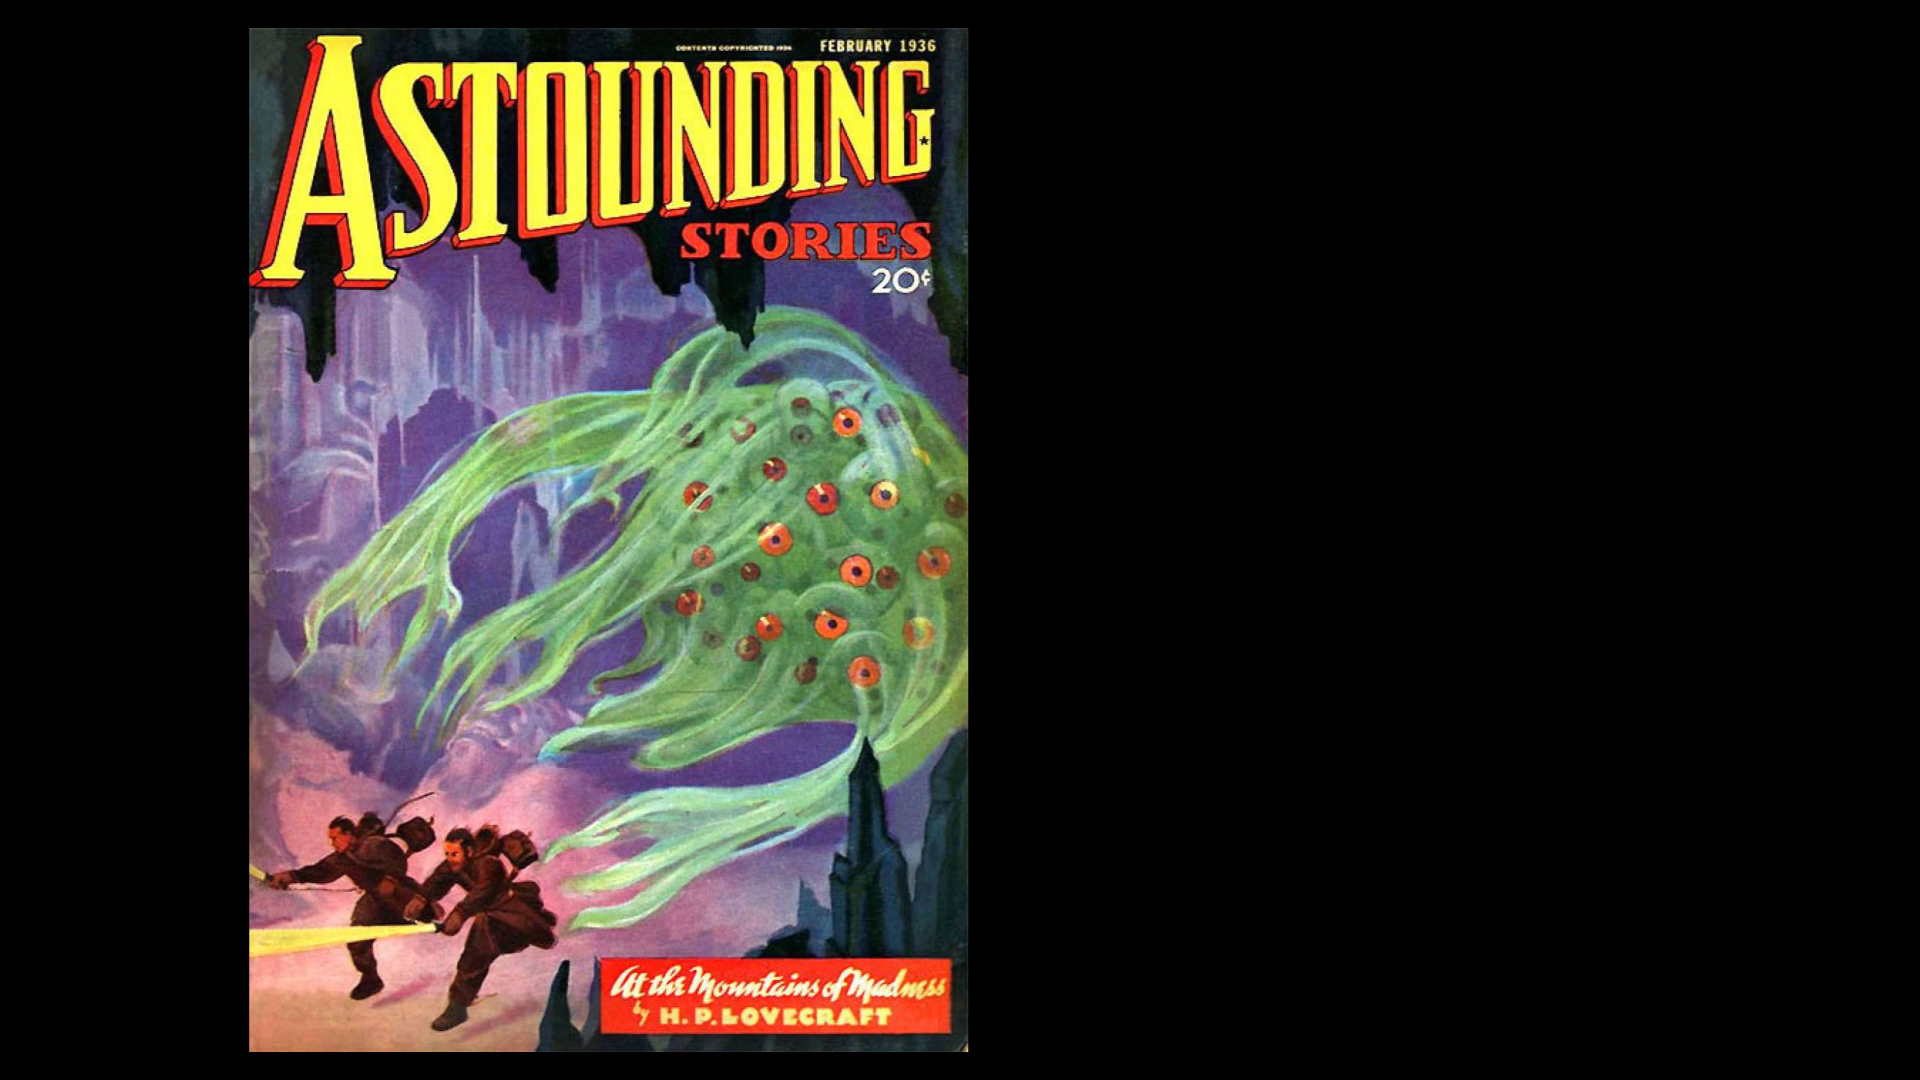 CONTENTS COPYRIGHTED 1936
FEBRUARY 1936
ASTOUNDING
STORIES
20¢
At the Mountains of Madness
by H. P. LOVECRAFT